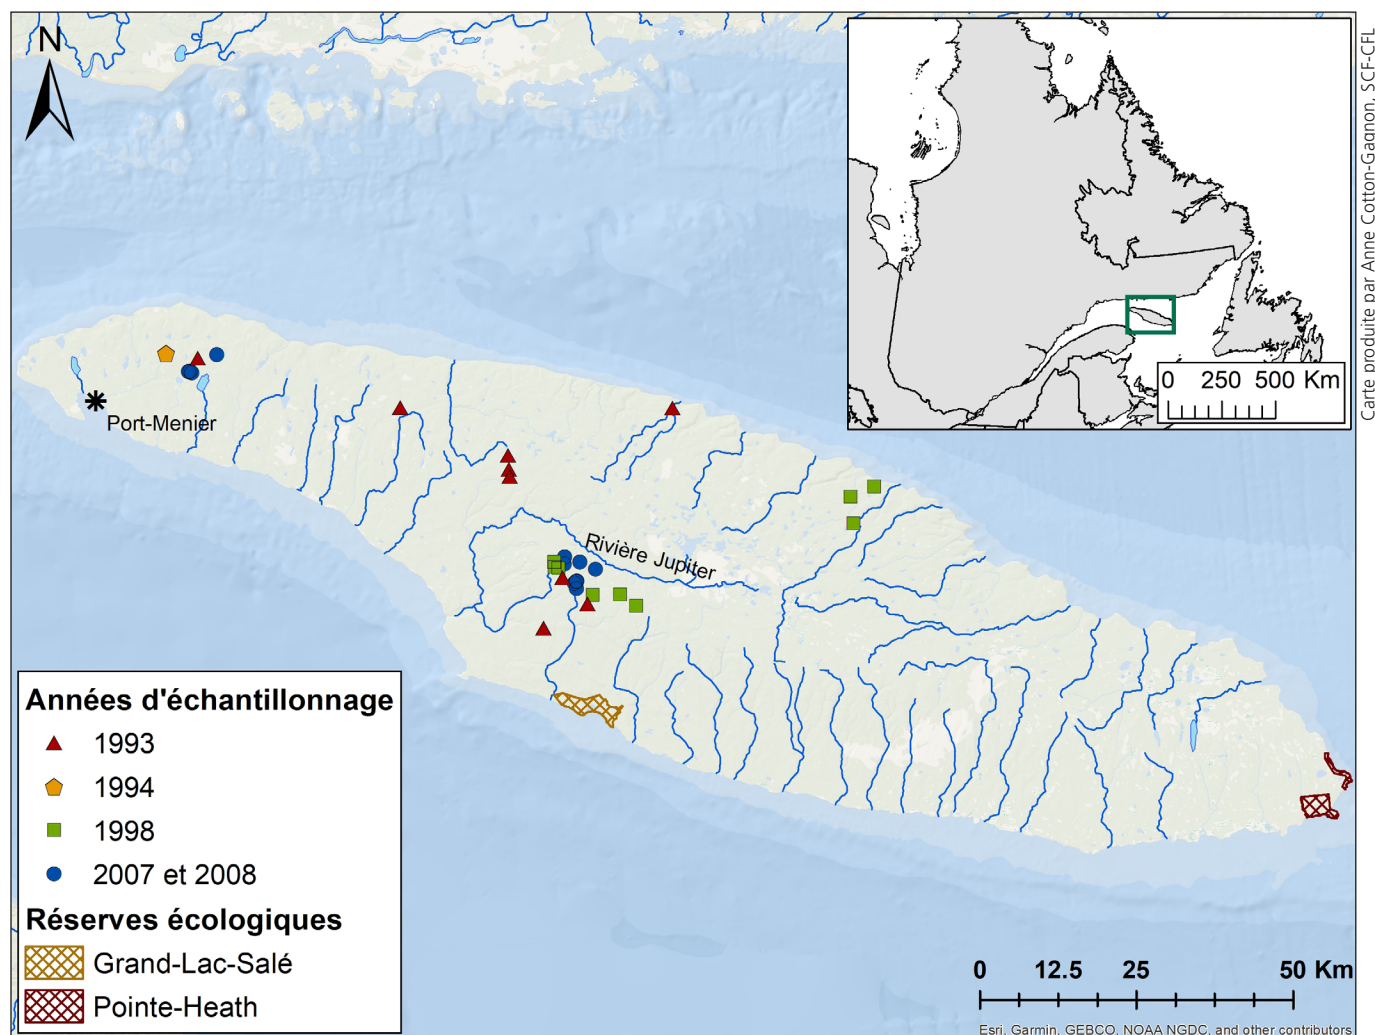 N
Carte produite par Anne Cotton-Gagnon, SCF-CFL
0 250 500 Km
Port-Menier
Rivière Jupiter
Années d'échantillonnage
1993
1994
1998
2007 et 2008
Réserves écologiques
Grand-Lac-Salé
Pointe-Heath
0 12.5 25 50 Km
Esri, Garmin, GEBCO, NOAA NGDC, and other contributors